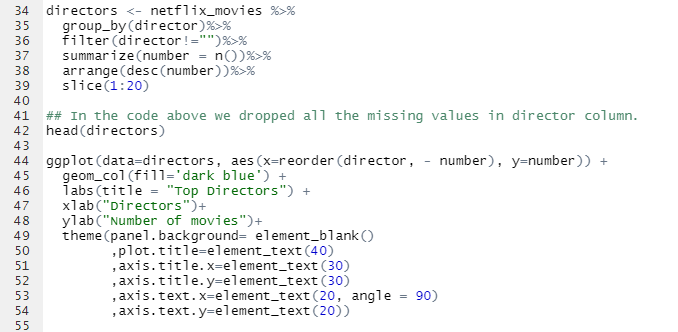 34 directors <- netflix_movies %>%
35   group_by(director)%>%
36   filter(director!="")%>%
37   summarize(number = n())%>%
38   arrange(desc(number))%>%
39   slice(1:20)
40
41 ## In the code above we dropped all the missing values in director column.
42 head(directors)
43
44 ggplot(data=directors, aes(x=reorder(director, - number), y=number)) +
45   geom_col(fill='dark blue') +
46   labs(title = "Top Directors") +
47   xlab("Directors")+
48   ylab("Number of movies")+
49   theme(panel.background= element_blank()
50         ,plot.title=element_text(40)
51         ,axis.title.x=element_text(30)
52         ,axis.title.y=element_text(30)
53         ,axis.text.x=element_text(20, angle = 90)
54         ,axis.text.y=element_text(20))
55